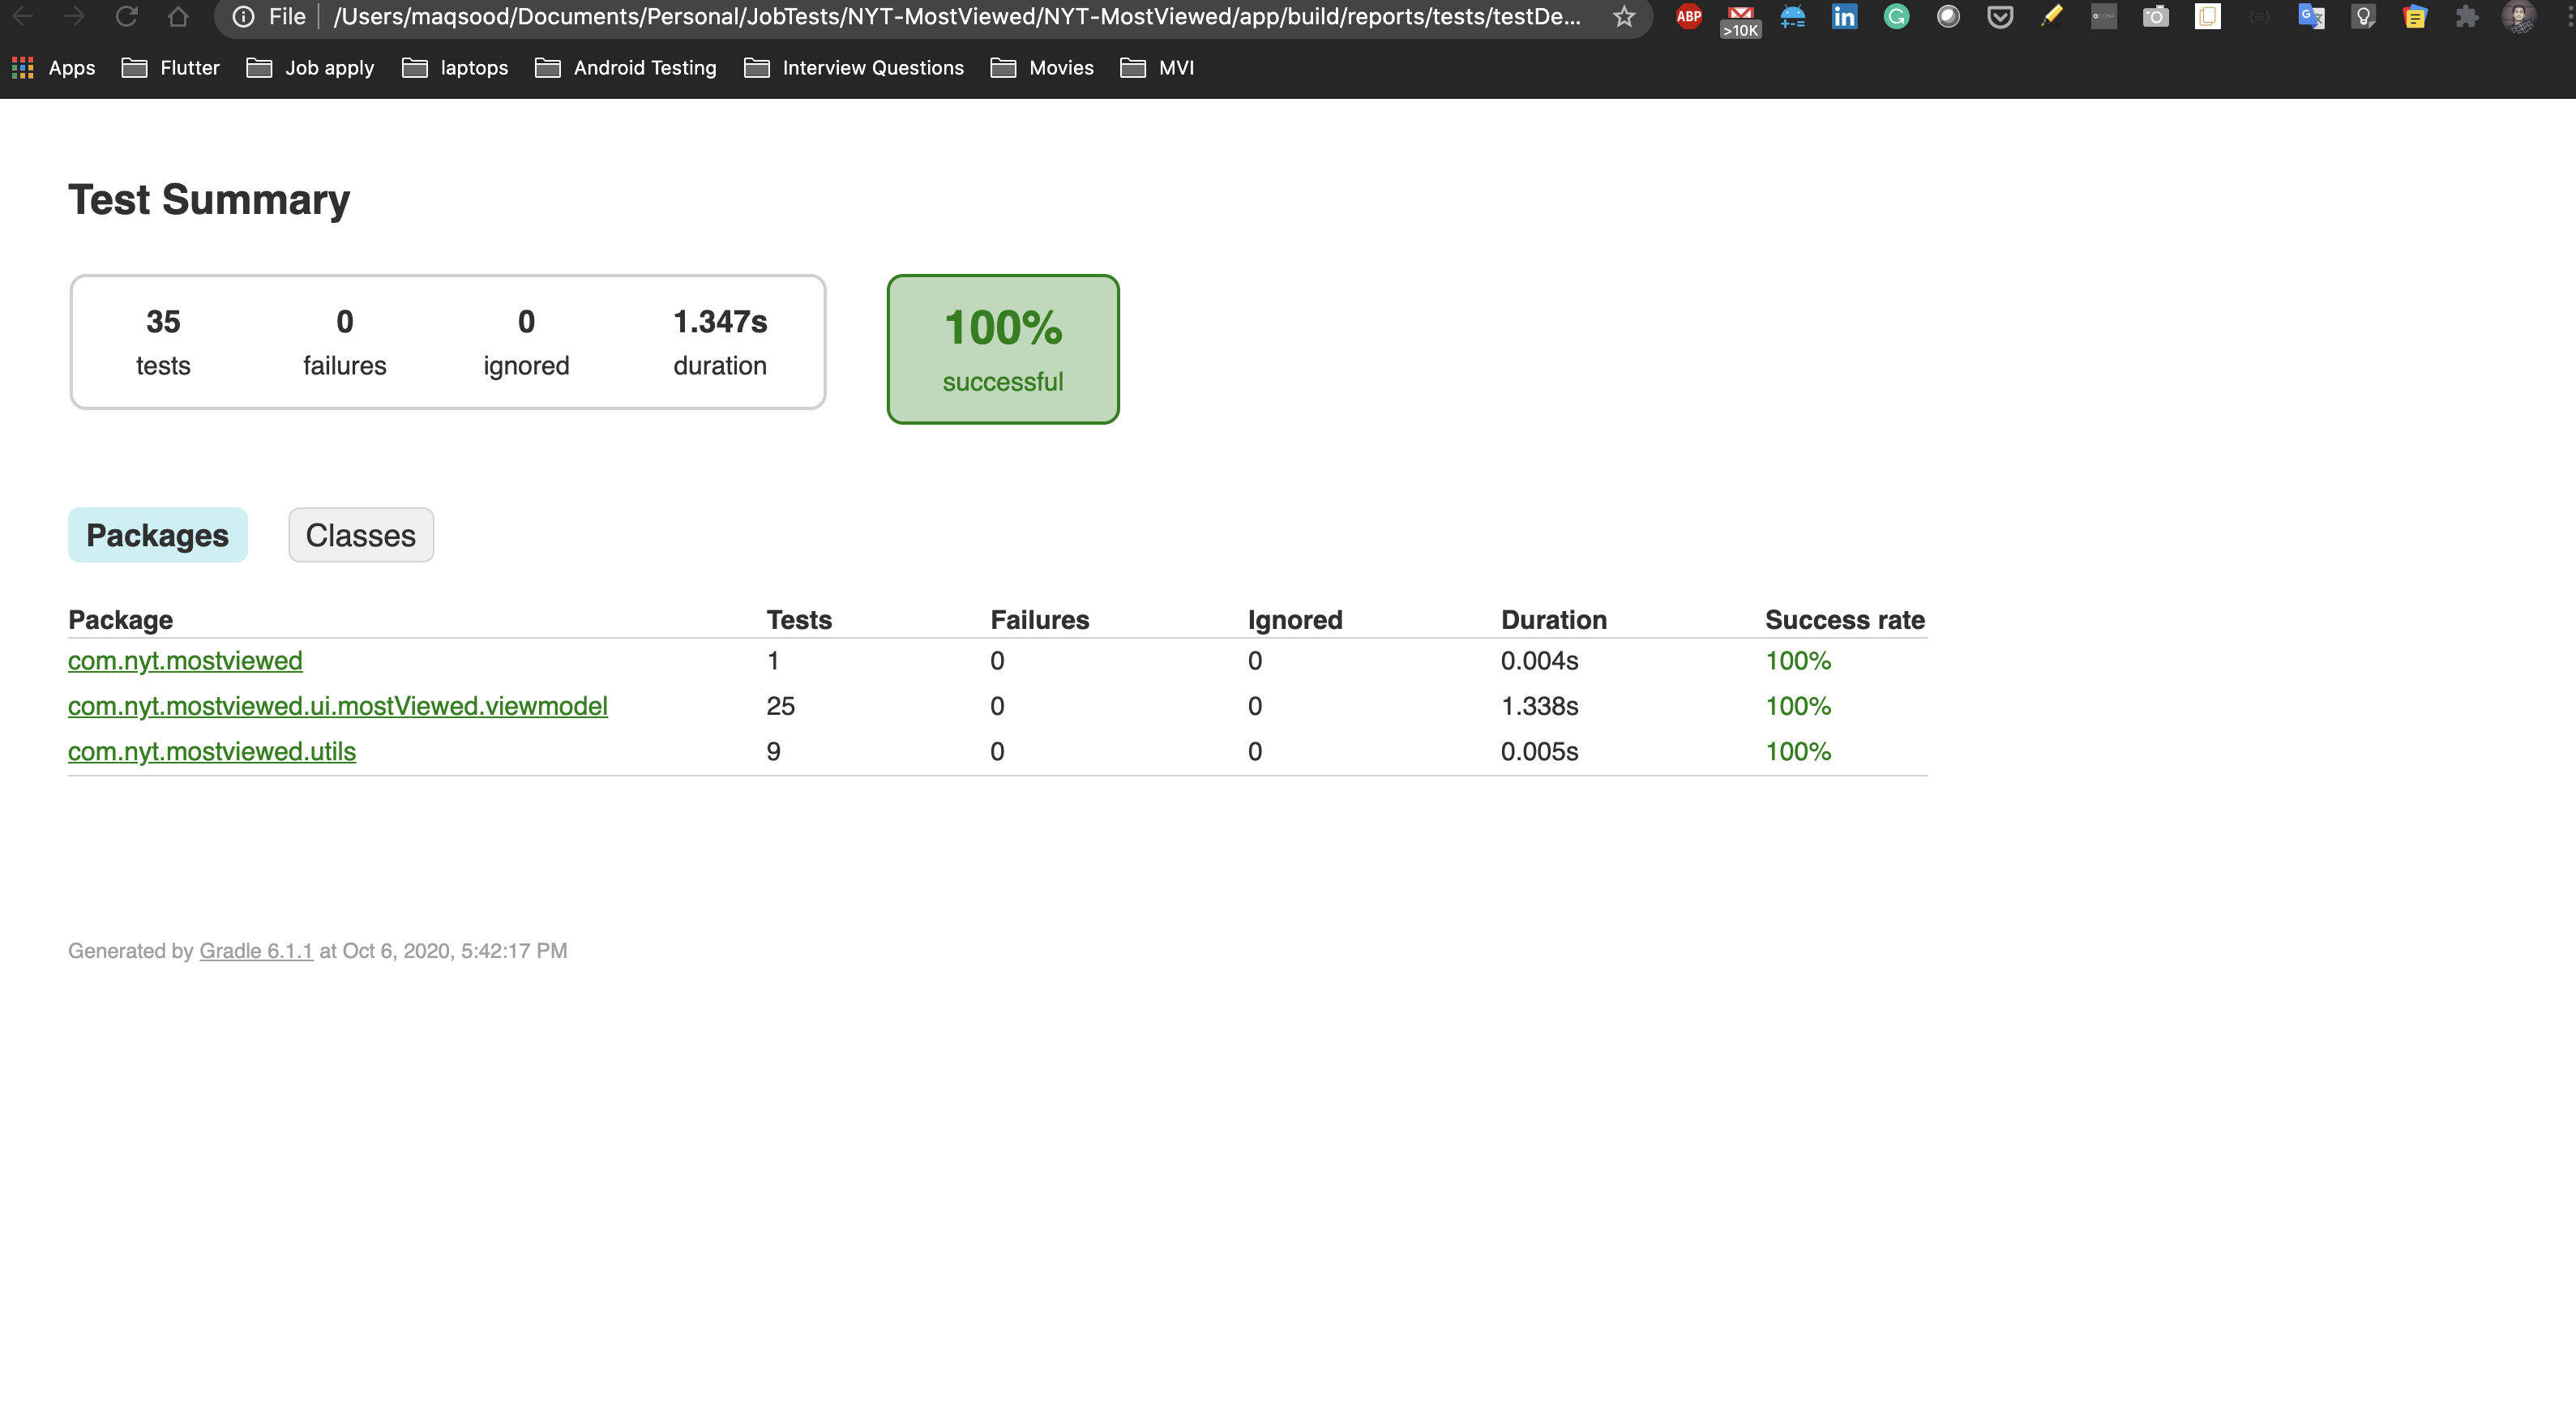 File /Users/maqsood/Documents/Personal/JobTests/NYT-MostViewed/NYT-MostViewed/app/build/reports/tests/testDe... ABP >10K in
Apps Flutter Job apply laptops Android Testing Interview Questions Movies MVI
Test Summary
35 0 0 1.347s
tests failures ignored duration
100%
successful
Packages Classes
Package Tests Failures Ignored Duration Success rate
com.nyt.mostviewed 1 0 0 0.004s 100%
com.nyt.mostviewed.ui.mostViewed.viewmodel 25 0 0 1.338s 100%
com.nyt.mostviewed.utils 9 0 0 0.005s 100%
Generated by Gradle 6.1.1 at Oct 6, 2020, 5:42:17 PM